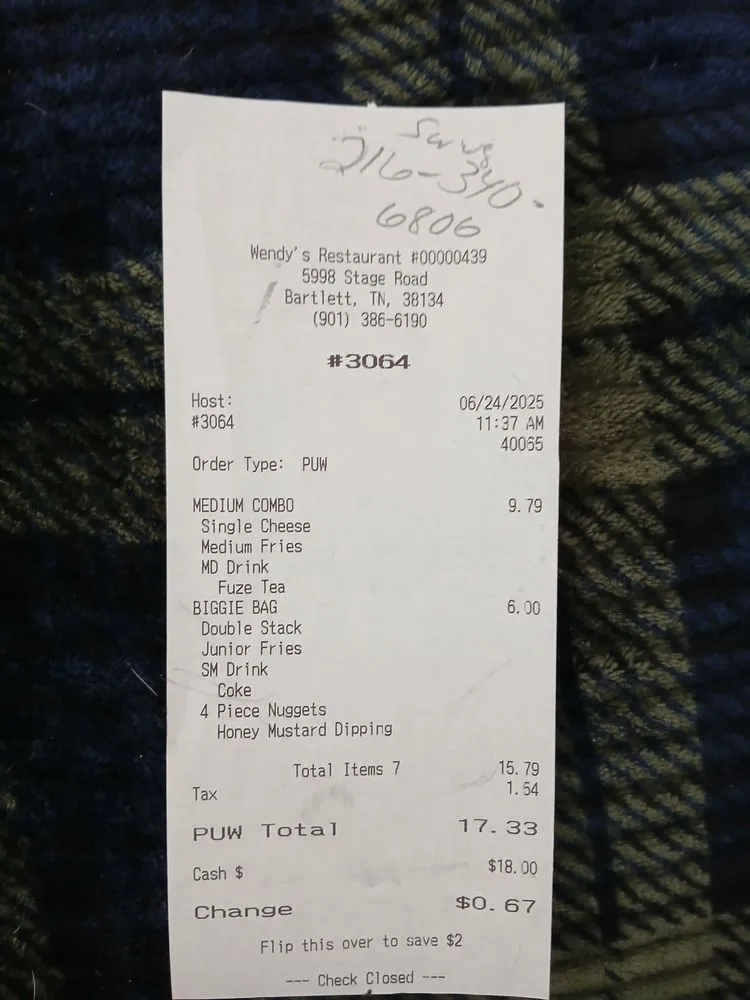 216-340-
6806
Wendy's Restaurant #00000439
5998 Stage Road
Bartlett, TN, 38134
(901) 386-6190
#3064
Host: 06/24/2025
#3064 11:37 AM
40065
Order Type: PUW
MEDIUM COMBO 9.79
Single Cheese
Medium Fries
MD Drink
Fuze Tea
BIGGIE BAG 6.00
Double Stack
Junior Fries
SM Drink
Coke
4 Piece Nuggets
Honey Mustard Dipping
Total Items 7 15.79
Tax 1.54
PUW Total 17.33
Cash $ $18.00
Change $0.67
Flip this over to save $2
--- Check Closed ---